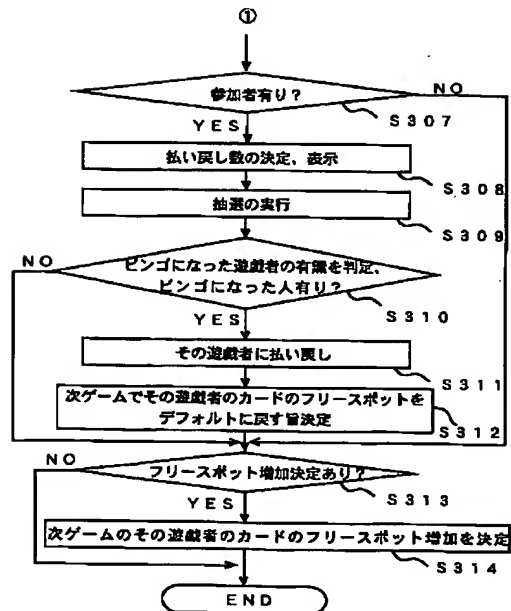 ①
参加者有り?
NO
S307
YES
払い戻し数の決定、表示
S308
抽選の実行
S309
NO
ビンゴになった遊戯者の有無を判定、
ビンゴになった人有り?
S310
YES
その遊戯者に払い戻し
S311
次ゲームでその遊戯者のカードのフリースポットを
デフォルトに戻す旨決定
S312
NO
フリースポット増加決定あり?
S313
YES
次ゲームのその遊戯者のカードのフリースポット増加を決定
S314
END